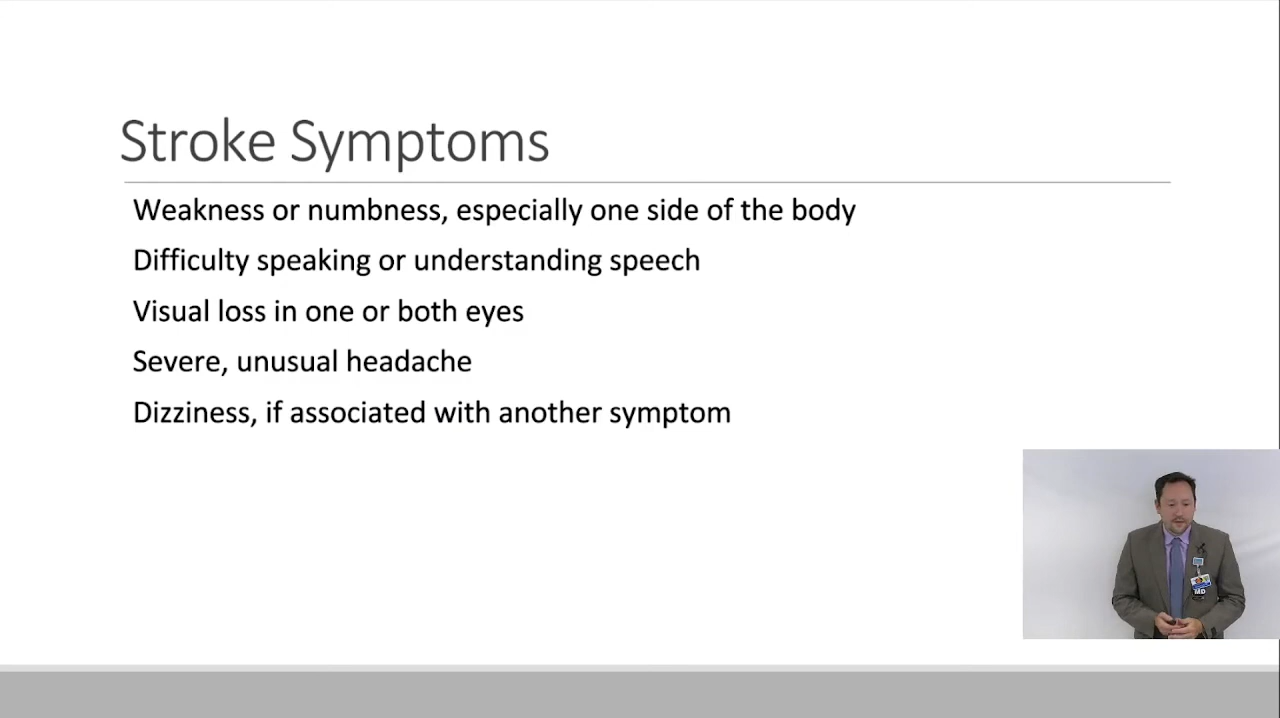 Stroke Symptoms
Weakness or numbness, especially one side of the body
Difficulty speaking or understanding speech
Visual loss in one or both eyes
Severe, unusual headache
Dizziness, if associated with another symptom
MD